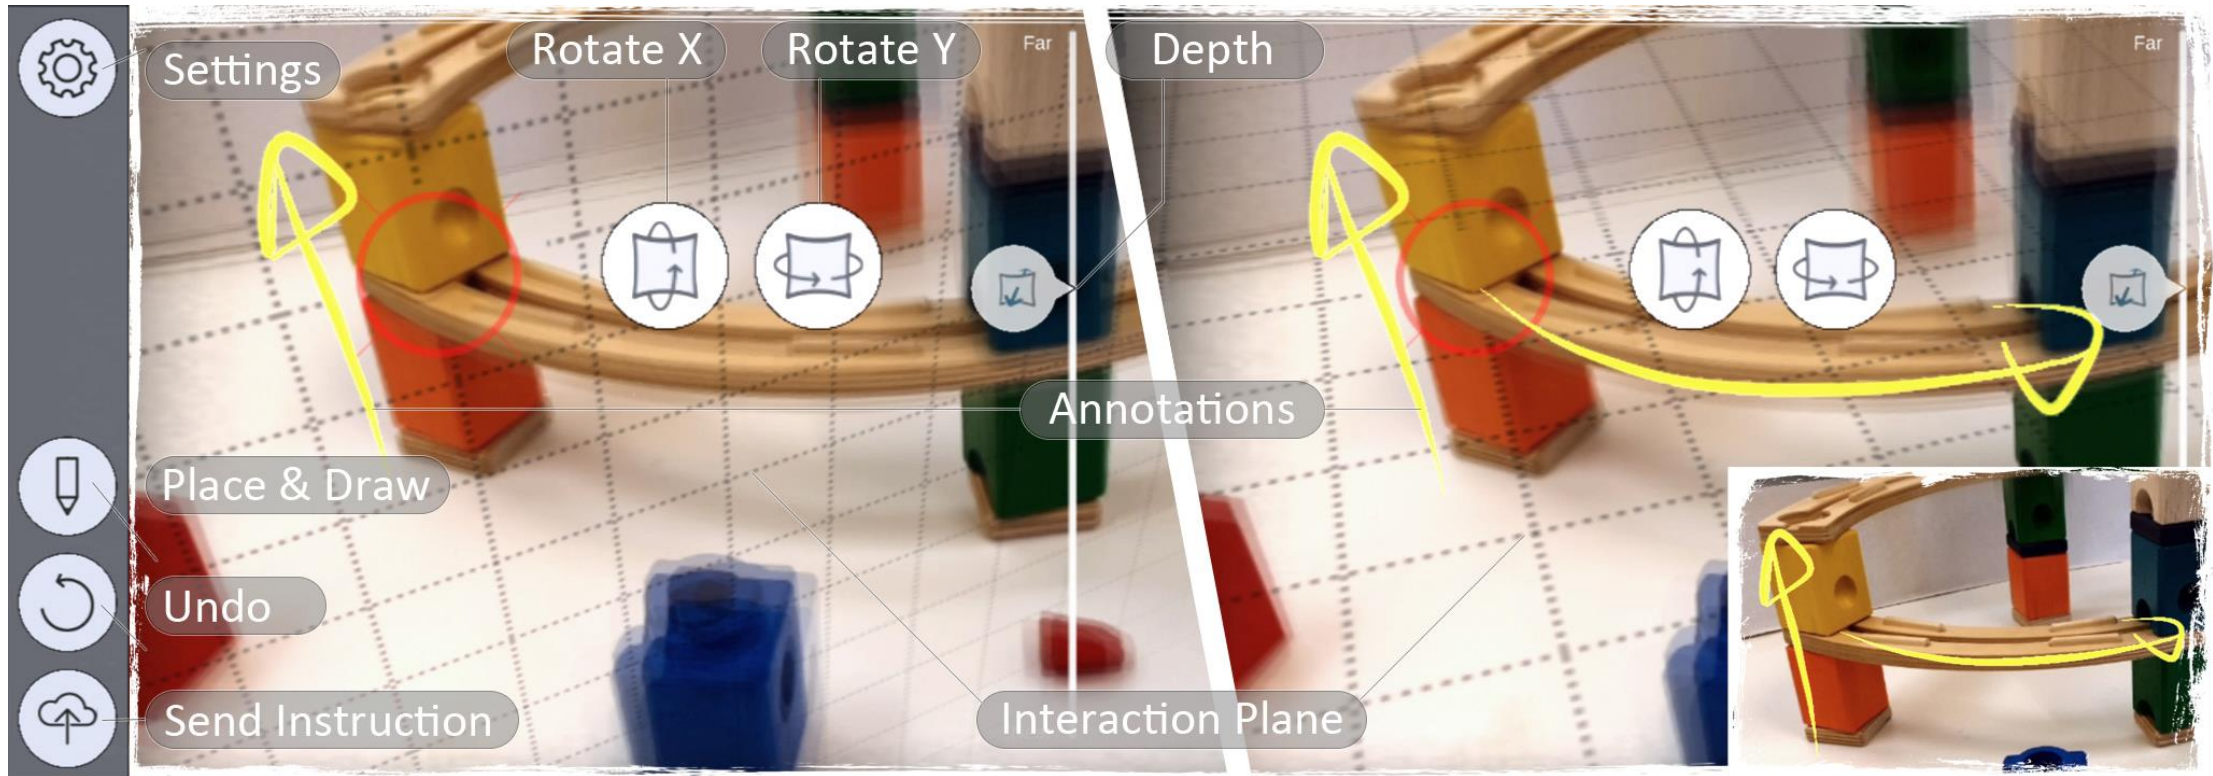 Settings
Rotate X
Rotate Y
Far
Depth
Far
Annotations
Place & Draw
Undo
Send Instruction
Interaction Plane